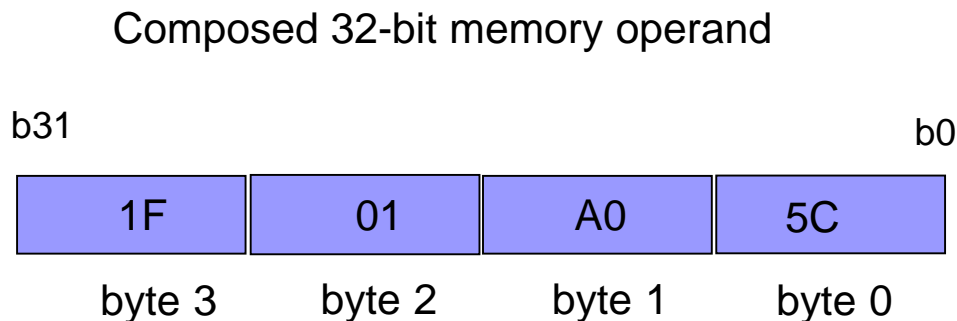 Composed 32-bit memory operand
b31 b0
1F 01 A0 5C
byte 3 byte 2 byte 1 byte 0